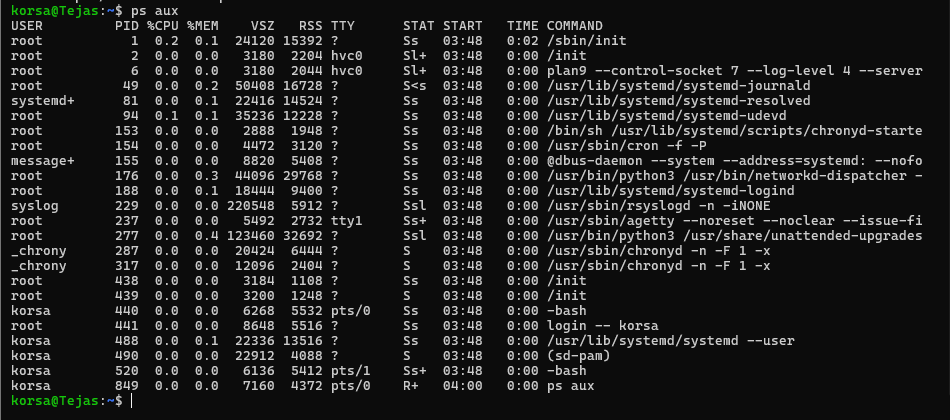 korsa@Tejas:~$ ps aux
USER         PID %CPU %MEM    VSZ   RSS TTY      STAT START   TIME COMMAND
root           1  0.2  0.1  24120 15392 ?        Ss   03:48   0:02 /sbin/init
root           2  0.0  0.0   3180  2204 hvc0     Sl+  03:48   0:00 /init
root           6  0.0  0.0   3180  2044 hvc0     Sl+  03:48   0:00 plan9 --control-socket 7 --log-level 4 --server
root          49  0.0  0.2  50408 16728 ?        S<s  03:48   0:00 /usr/lib/systemd/systemd-journald
systemd+      81  0.0  0.1  22416 14524 ?        Ss   03:48   0:00 /usr/lib/systemd/systemd-resolved
root          94  0.1  0.1  35236 12228 ?        Ss   03:48   0:00 /usr/lib/systemd/systemd-udevd
root         153  0.0  0.0   2888  1948 ?        Ss   03:48   0:00 /bin/sh /usr/lib/systemd/scripts/chronyd-starte
root         154  0.0  0.0   4472  3120 ?        Ss   03:48   0:00 /usr/sbin/cron -f -P
message+     155  0.0  0.0   8820  5408 ?        Ss   03:48   0:00 @dbus-daemon --system --address=systemd: --nofo
root         176  0.0  0.3  44096 29768 ?        Ss   03:48   0:00 /usr/bin/python3 /usr/bin/networkd-dispatcher -
root         188  0.0  0.1  18444  9400 ?        Ss   03:48   0:00 /usr/lib/systemd/systemd-logind
syslog       229  0.0  0.0 220548  5912 ?        Ssl  03:48   0:00 /usr/sbin/rsyslogd -n -iNONE
root         237  0.0  0.0   5492  2732 tty1     Ss+  03:48   0:00 /usr/sbin/agetty --noreset --noclear --issue-fi
root         277  0.0  0.4 123460 32692 ?        Ssl  03:48   0:00 /usr/bin/python3 /usr/share/unattended-upgrades
_chrony      287  0.0  0.0  20424  6444 ?        S    03:48   0:00 /usr/sbin/chronyd -n -F 1 -x
_chrony      317  0.0  0.0  12096  2404 ?        S    03:48   0:00 /usr/sbin/chronyd -n -F 1 -x
root         438  0.0  0.0   3184  1108 ?        Ss   03:48   0:00 /init
root         439  0.0  0.0   3200  1248 ?        S    03:48   0:00 /init
korsa        440  0.0  0.0   6268  5532 pts/0    Ss   03:48   0:00 -bash
root         441  0.0  0.0   8648  5516 ?        Ss   03:48   0:00 login -- korsa
korsa        488  0.0  0.1  22336 13516 ?        Ss   03:48   0:00 /usr/lib/systemd/systemd --user
korsa        490  0.0  0.0  22912  4088 ?        S    03:48   0:00 (sd-pam)
korsa        520  0.0  0.0   6136  5412 pts/1    Ss+  03:48   0:00 -bash
korsa        849  0.0  0.0   7160  4372 pts/0    R+   04:00   0:00 ps aux
korsa@Tejas:~$